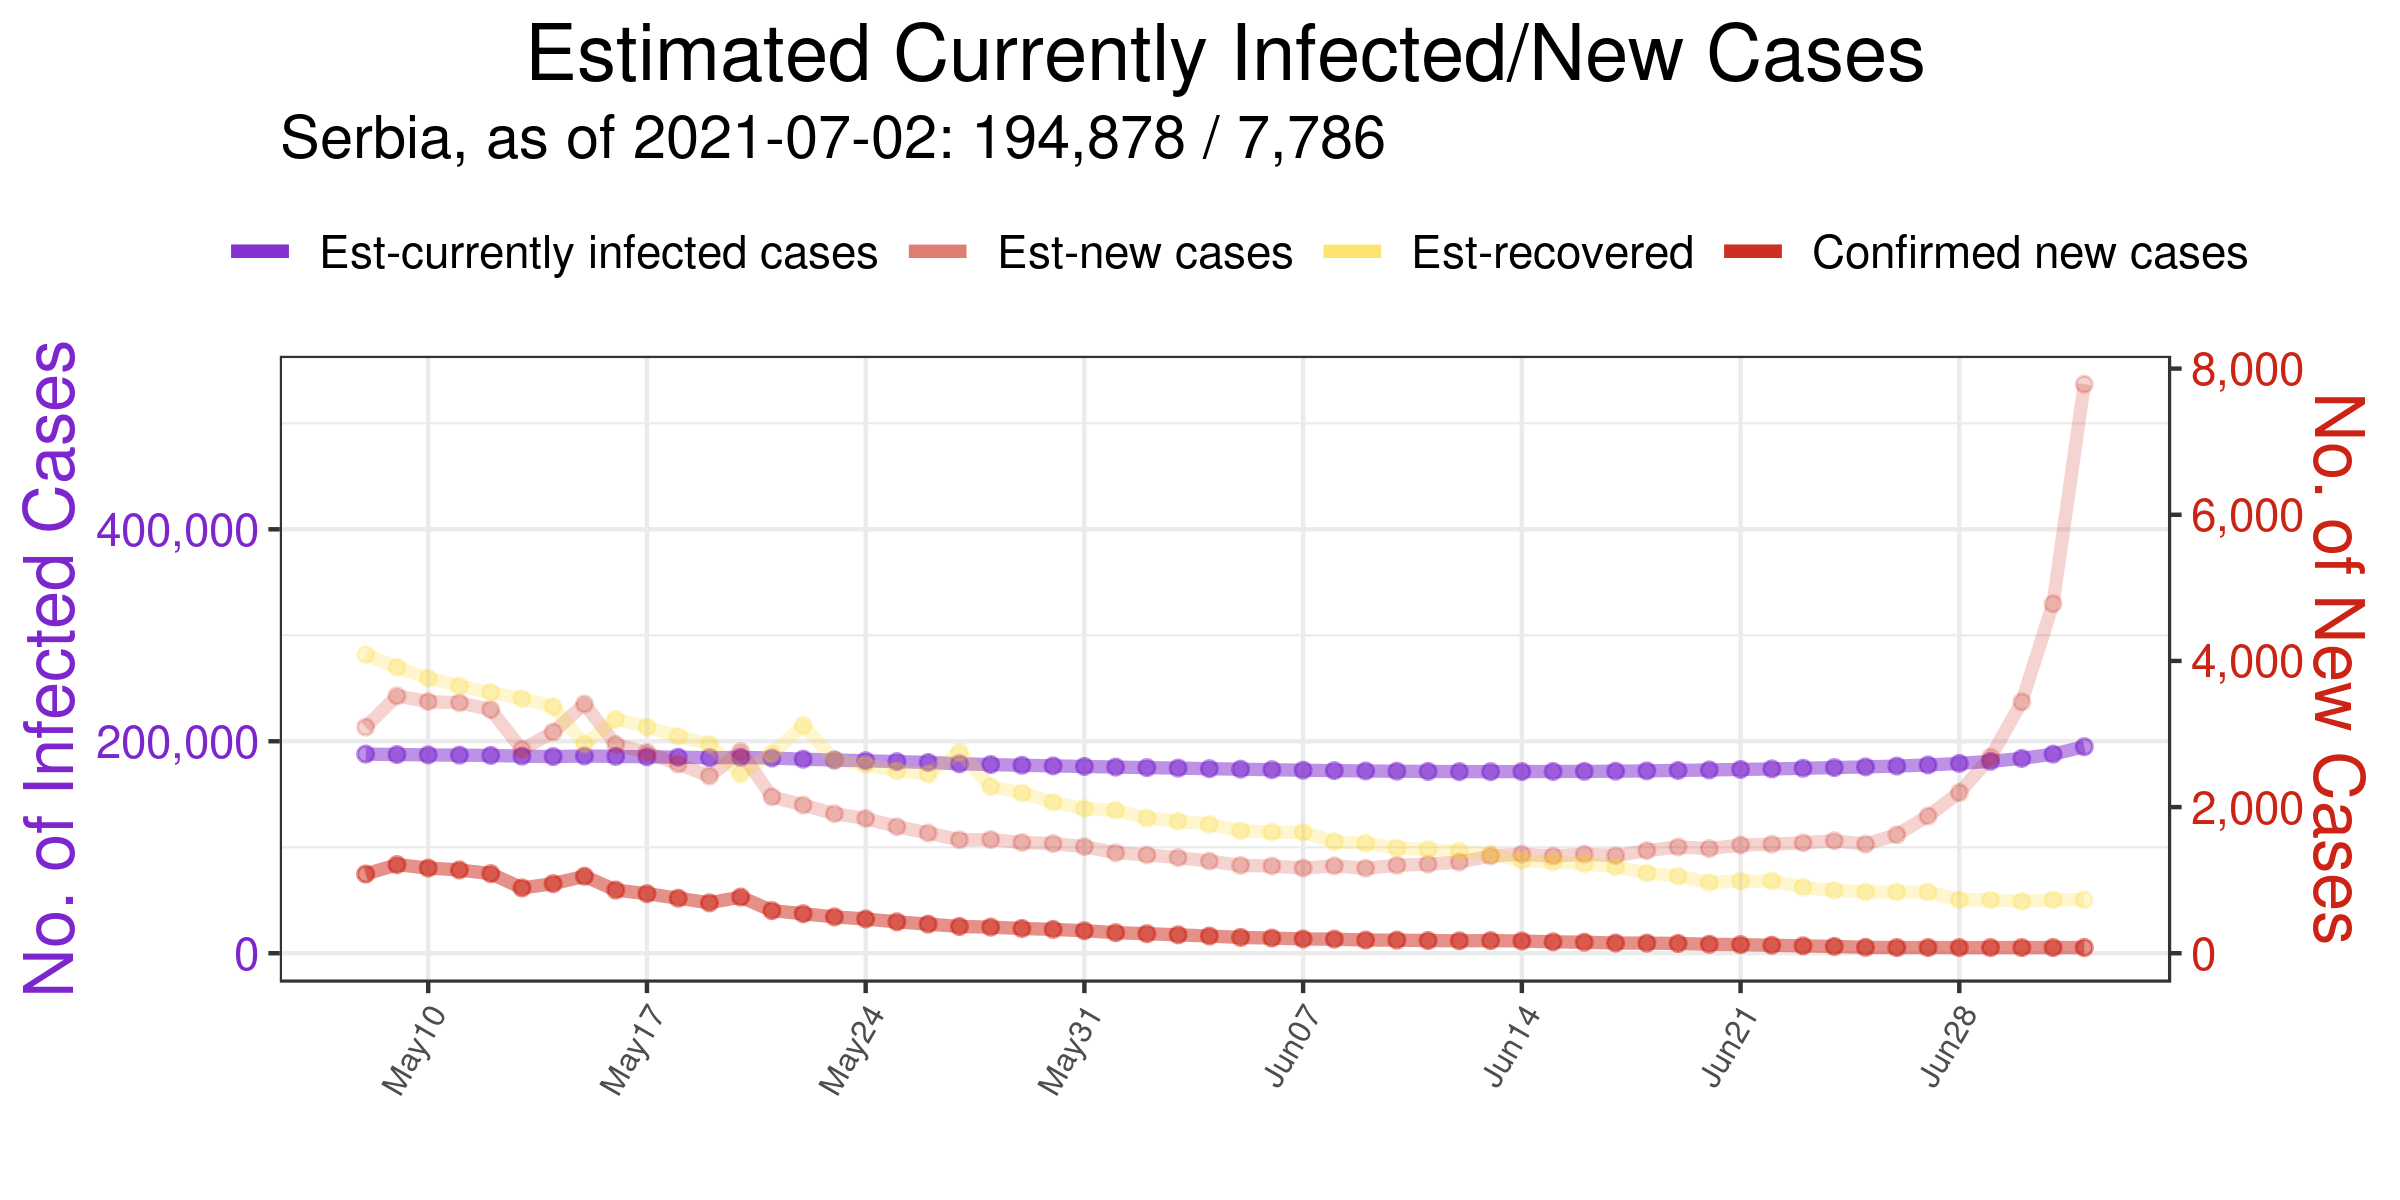 Estimated Currently Infected/New Cases
Serbia, as of 2021-07-02: 194,878 / 7,786
Est-currently infected cases Est-new cases Est-recovered Confirmed new cases
No. of Infected Cases
400,000
200,000
0
8,000
6,000
4,000
2,000
0
No. of New Cases
May10 May17 May24 May31 Jun07 Jun14 Jun21 Jun28